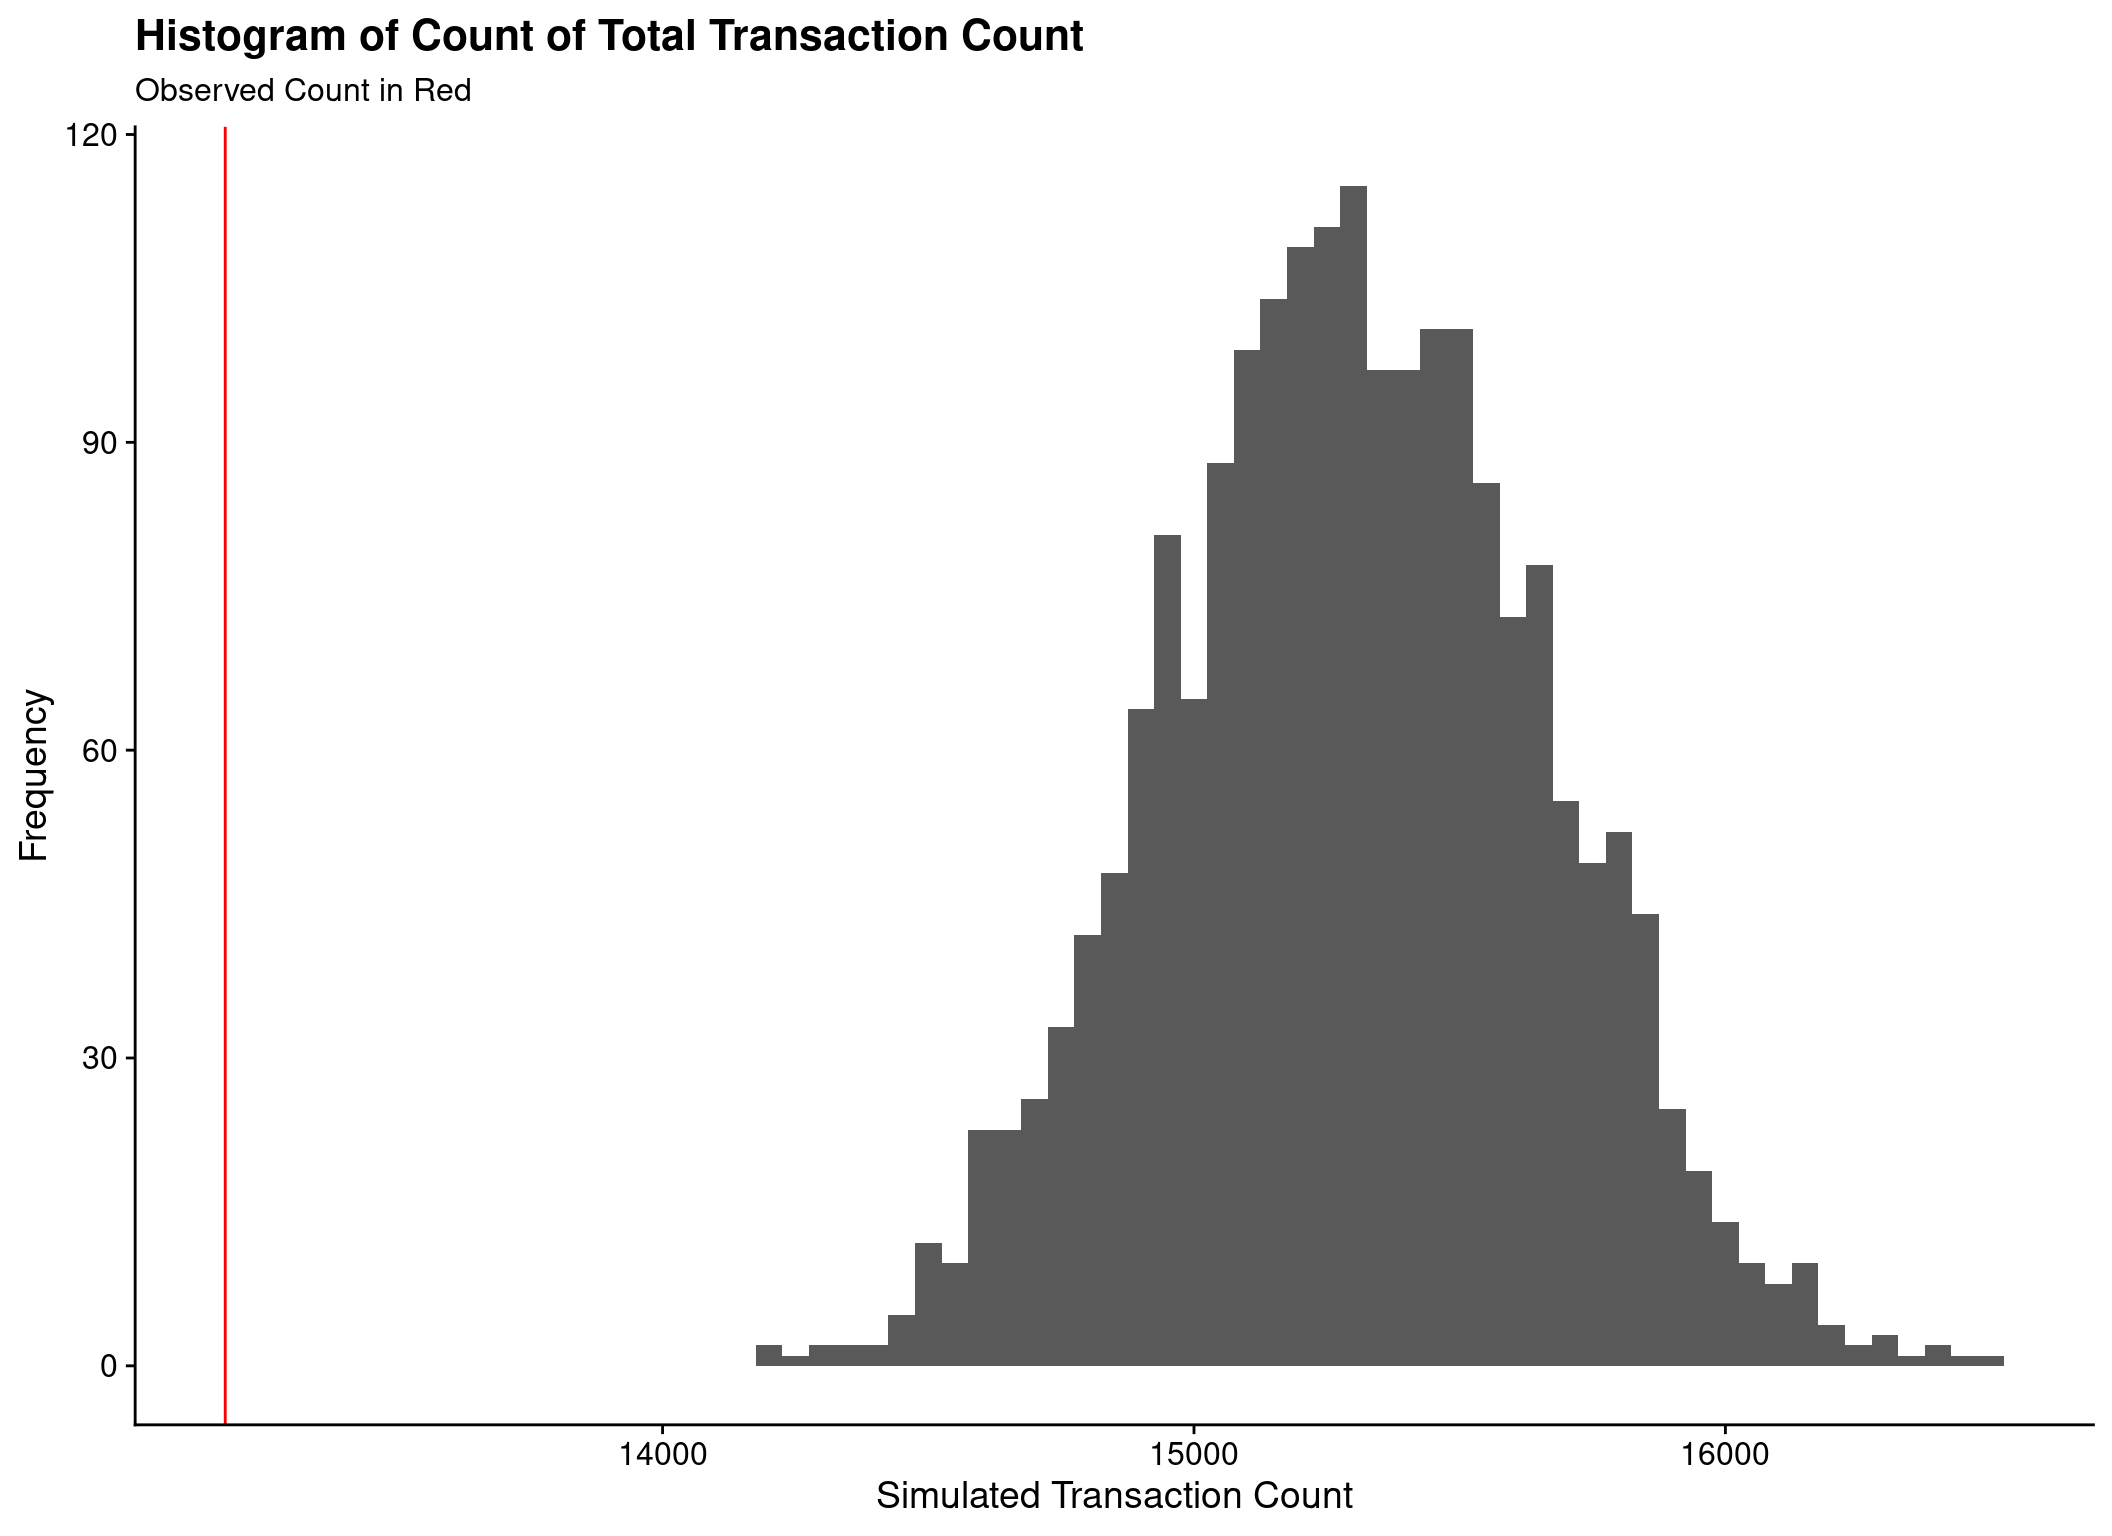 Histogram of Count of Total Transaction Count
Observed Count in Red
120
90
60
30
0
Frequency
14000 15000 16000
Simulated Transaction Count